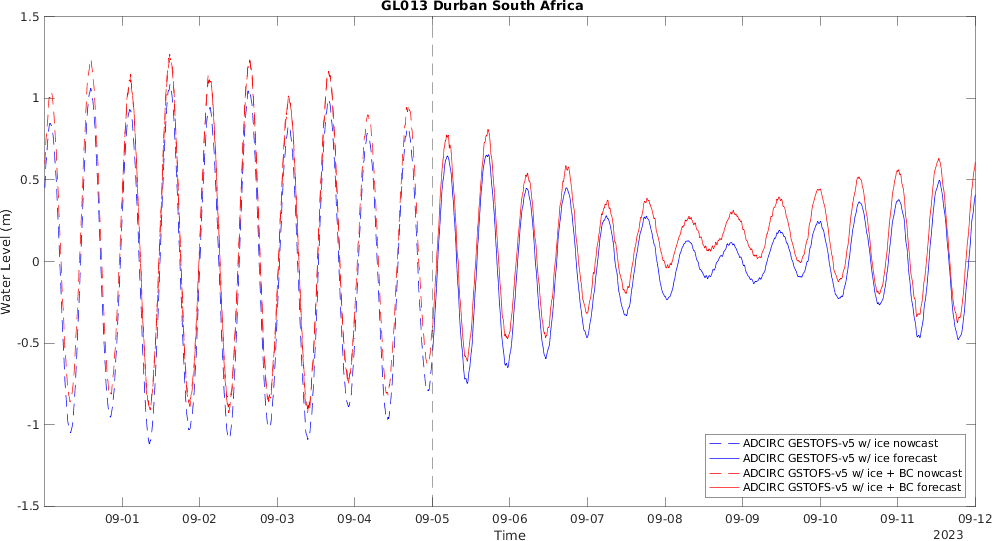 GL013 Durban South Africa
1.5
1
0.5
0
-0.5
-1
-1.5
Water Level (m)
ADCIRC GESTOFS-v5 w/ ice nowcast
ADCIRC GESTOFS-v5 w/ ice forecast
ADCIRC GSTOFS-v5 w/ ice + BC nowcast
ADCIRC GSTOFS-v5 w/ ice + BC forecast
09-01 09-02 09-03 09-04 09-05 09-06 09-07 09-08 09-09 09-10 09-11 09-12
Time
2023